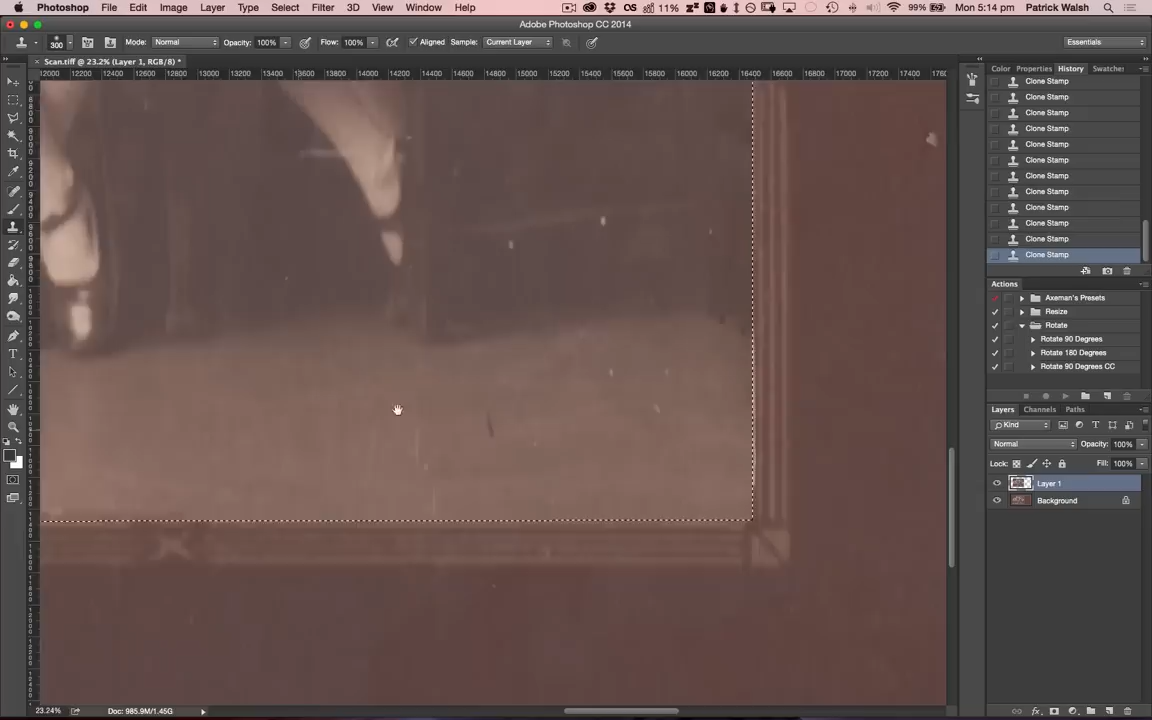 Photoshop File Edit Image Layer Type Select Filter 3D View Window Help 11% 99% Mon 5:14 pm Patrick Walsh
Adobe Photoshop CC 2014
300 Mode: Normal Opacity: 100% Flow: 100% Aligned Sample: Current Layer Essentials
Scan.tiff @ 23.2% (Layer 1, RGB/8) *
12000 12200 12400 12600 12800 13000 13200 13400 13600 13800 14000 14200 14400 14600 14800 15000 15200 15400 15600 15800 16000 16200 16400 16600 16800 17000 17200 17400 1760
Color Properties History Swatches
Clone Stamp
Clone Stamp
Clone Stamp
Clone Stamp
Clone Stamp
Clone Stamp
Clone Stamp
Clone Stamp
Clone Stamp
Clone Stamp
Clone Stamp
Clone Stamp
Actions
Axeman's Presets
Resize
Rotate
Rotate 90 Degrees
Rotate 180 Degrees
Rotate 90 Degrees CC
Layers Channels Paths
Kind
Normal Opacity: 100%
Lock: Fill: 100%
Layer 1
Background
23.24% Doc: 985.9M/1.45G